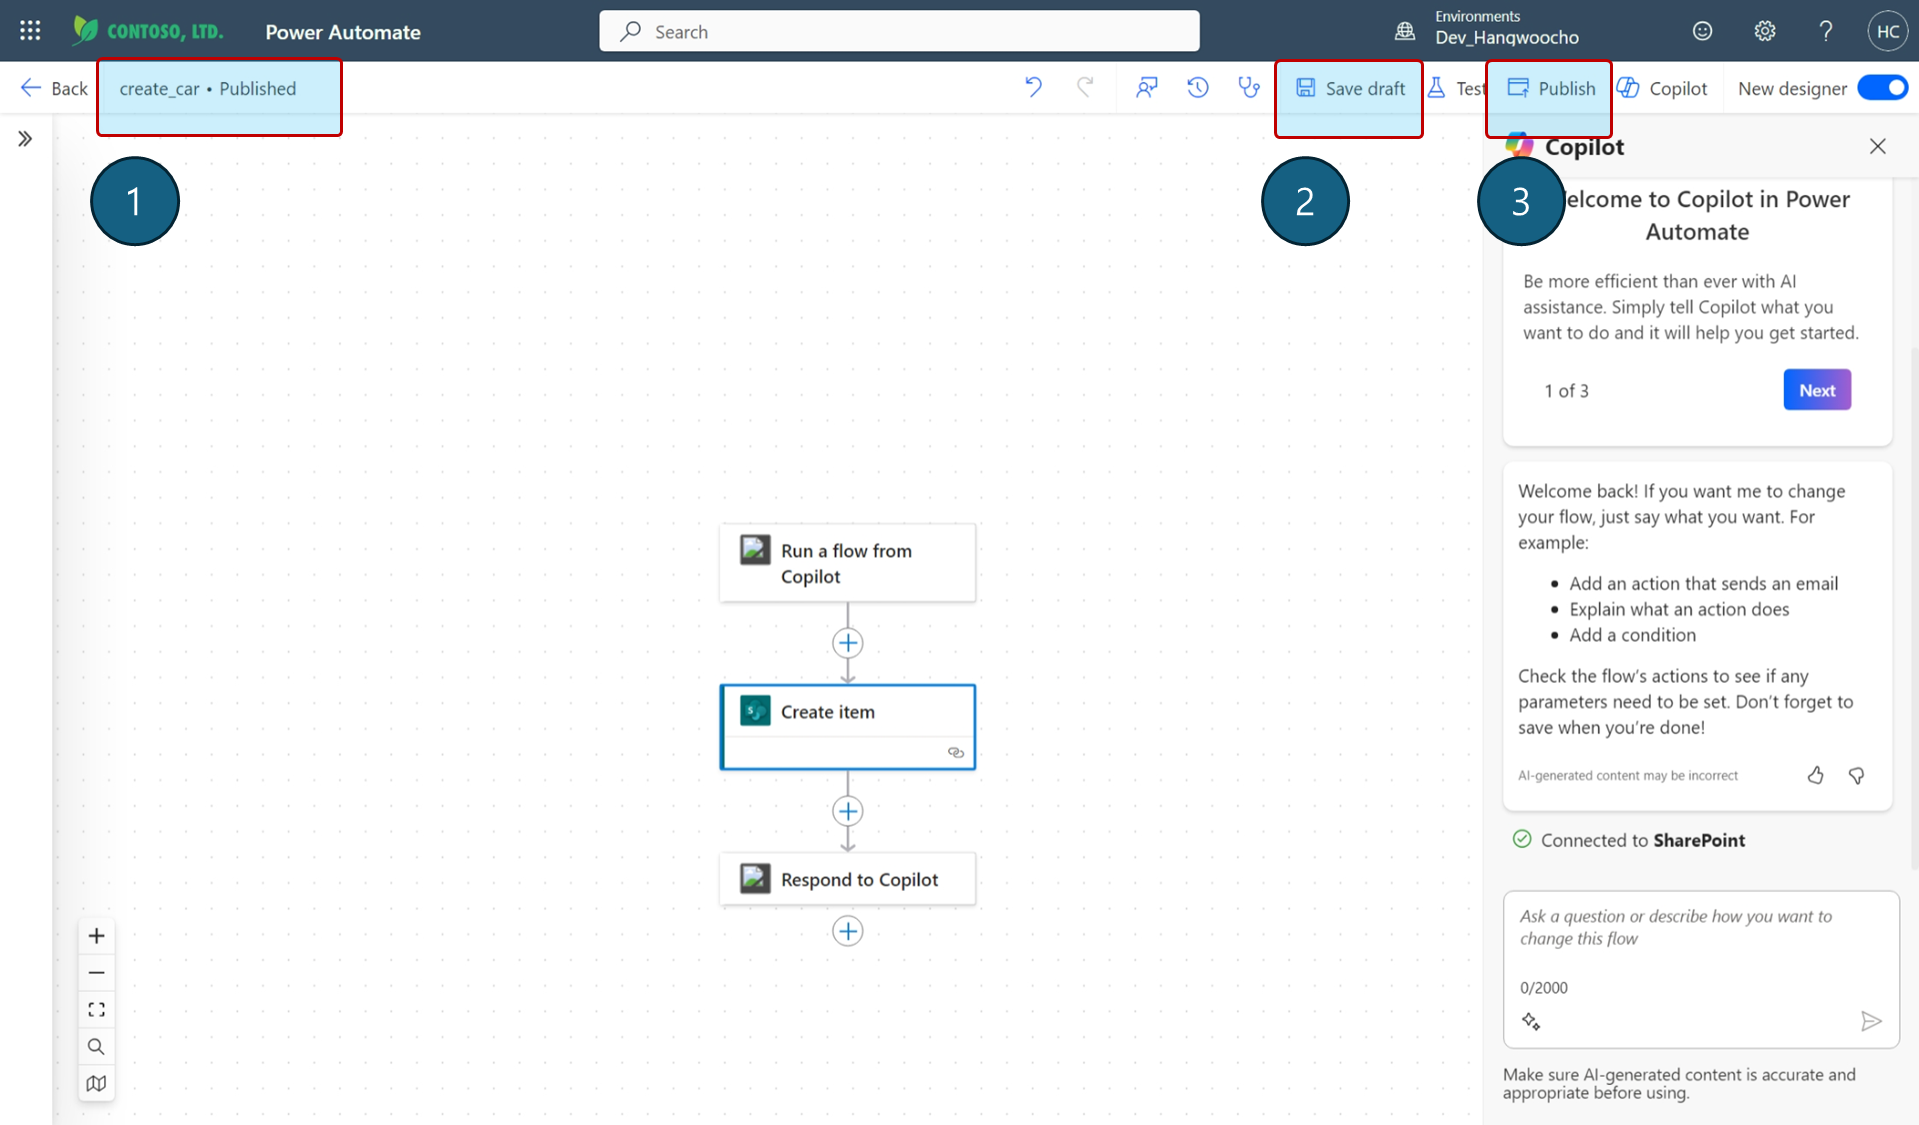 CONTOSO, LTD.
Power Automate
Search
Environments
Dev_Hangwoocho
HC
Back
create_car • Published
Save draft
Test
Publish
Copilot
New designer
1
2
3
Copilot
elcome to Copilot in Power
Automate
Be more efficient than ever with AI
assistance. Simply tell Copilot what you
want to do and it will help you get started.
1 of 3
Next
Welcome back! If you want me to change
your flow, just say what you want. For
example:
• Add an action that sends an email
• Explain what an action does
• Add a condition
Check the flow's actions to see if any
parameters need to be set. Don't forget to
save when you're done!
AI-generated content may be incorrect
Connected to SharePoint
Ask a question or describe how you want to
change this flow
0/2000
Make sure AI-generated content is accurate and
appropriate before using.
Run a flow from
Copilot
Create item
Respond to Copilot